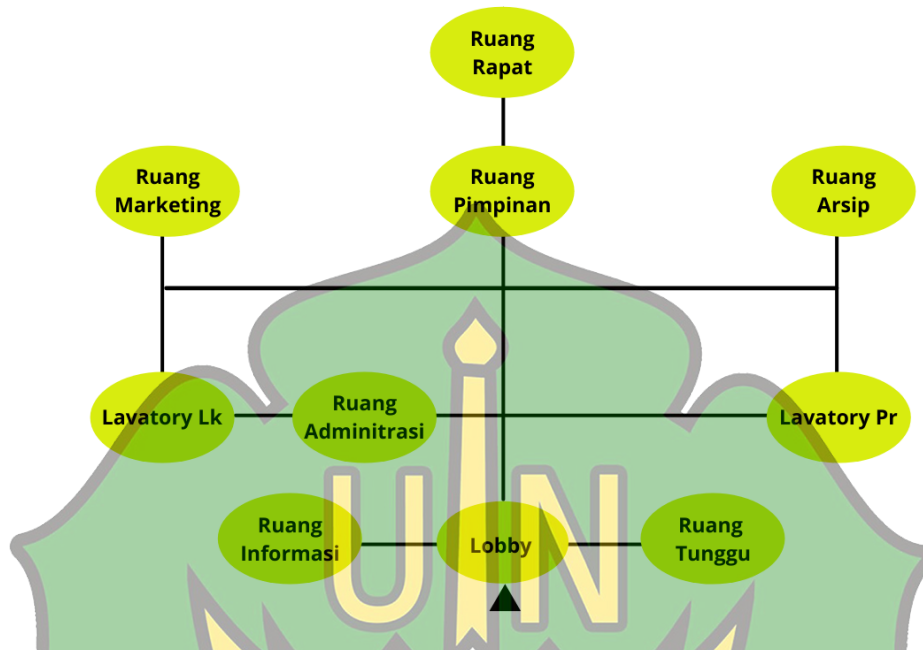 Ruang
Rapat
Ruang
Marketing
Ruang
Pimpinan
Ruang
Arsip
Lavatory Lk
Ruang
Adminitrasi
Lavatory Pr
Ruang
Informasi
Lobby
Ruang
Tunggu
UIN